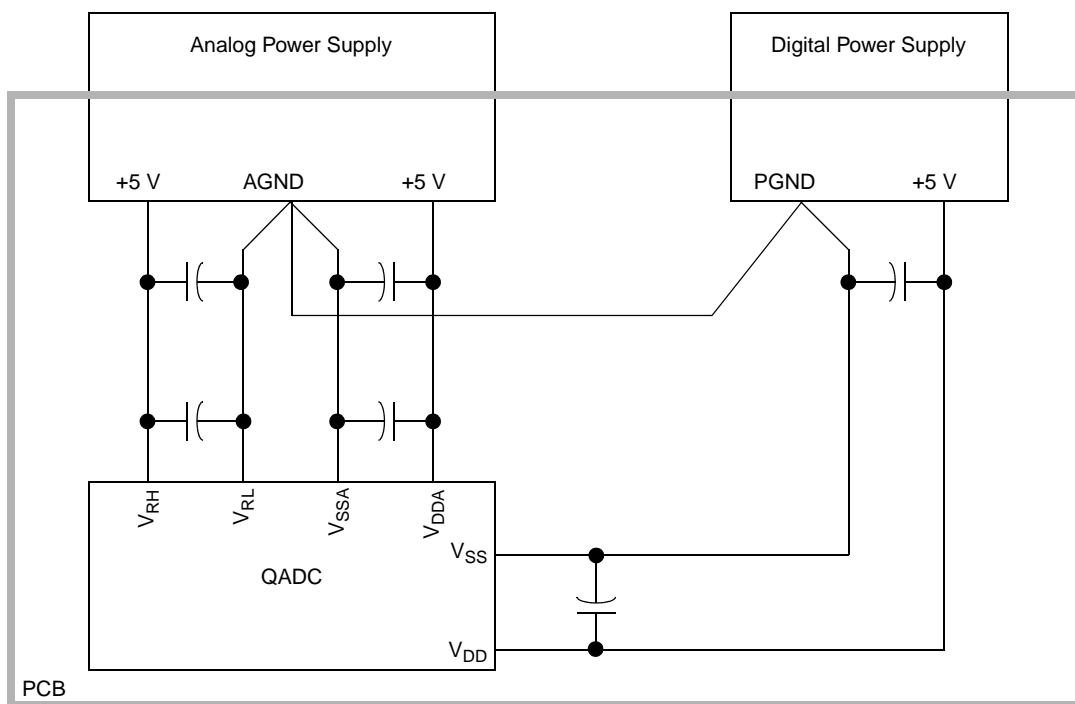 Analog Power Supply
Digital Power Supply
+5 V
AGND
+5 V
PGND
+5 V
VRH
VRL
VSSA
VDDA
VSS
QADC
VDD
PCB